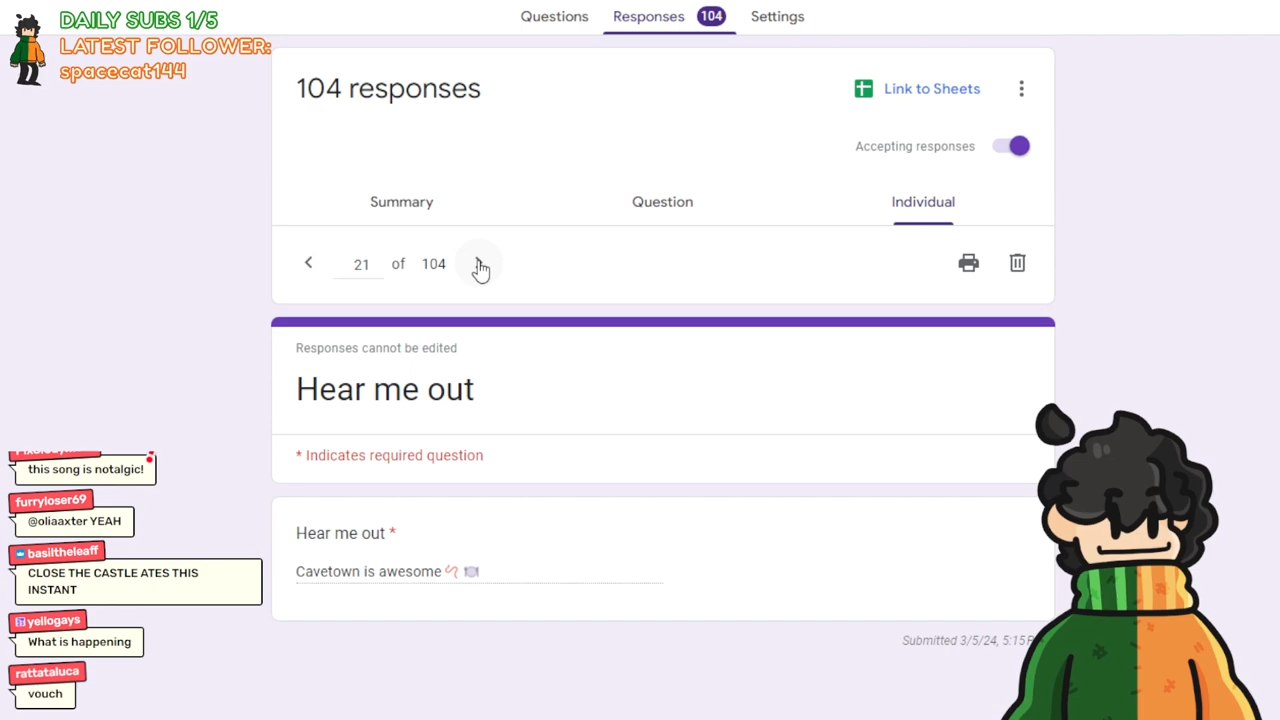 DAILY SUBS 1/5
LATEST FOLLOWER:
spacecat144
Questions
Responses 104
Settings
104 responses
Link to Sheets
Accepting responses
Summary
Question
Individual
21 of 104
Responses cannot be edited
Hear me out
* Indicates required question
Hear me out *
Cavetown is awesome
Submitted 3/5/24, 5:15
this song is notalgic!
furryloser69
@oliaaxter YEAH
basiltheleaff
CLOSE THE CASTLE ATES THIS
INSTANT
yellogays
What is happening
rattataluca
vouch